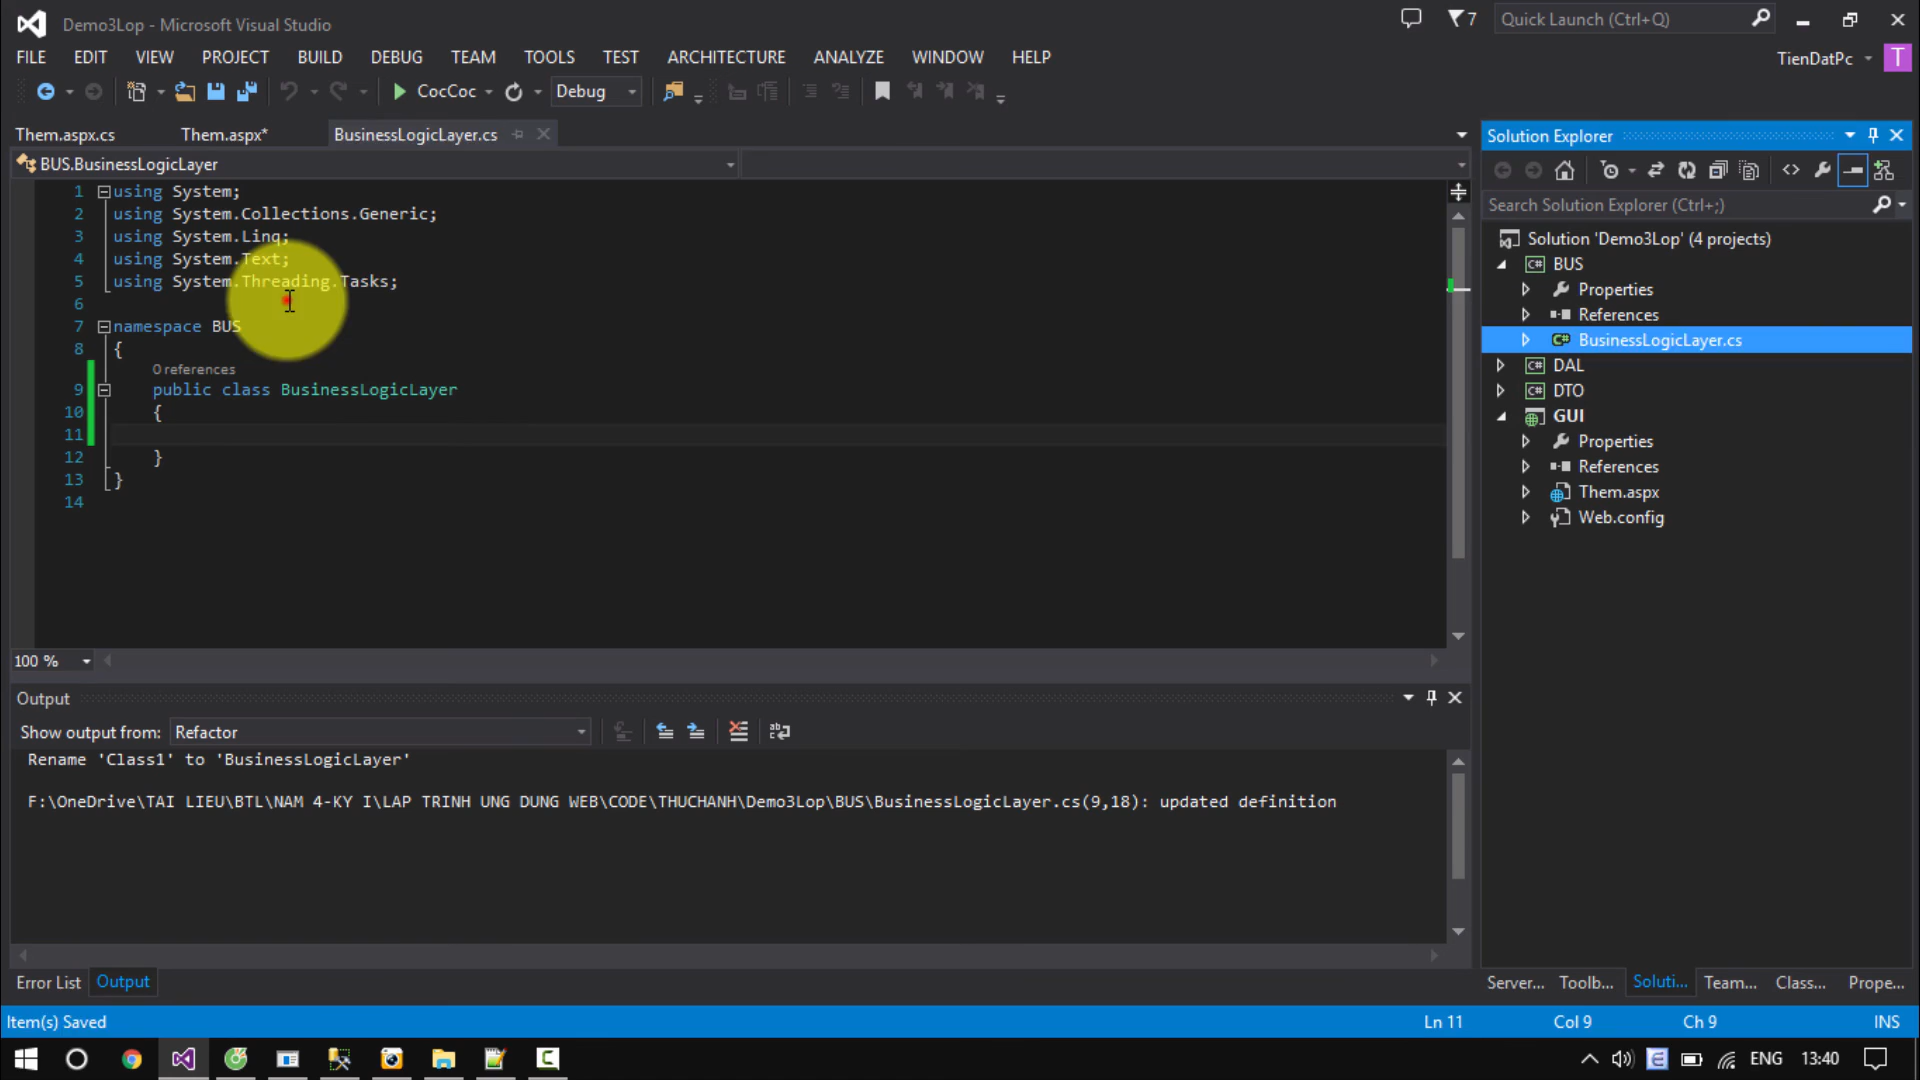 Demo3Lop - Microsoft Visual Studio
7
Quick Launch (Ctrl+Q)
FILE EDIT VIEW PROJECT BUILD DEBUG TEAM TOOLS TEST ARCHITECTURE ANALYZE WINDOW HELP
TienDatPc T
CocCoc Debug
Them.aspx.cs Them.aspx* BusinessLogicLayer.cs
BUS.BusinessLogicLayer
1 using System;
2 using System.Collections.Generic;
3 using System.Linq;
4 using System.Text;
5 using System.Threading.Tasks;
6
7 namespace BUS
8 {
0 references
9 public class BusinessLogicLayer
10 {
11
12 }
13 }
14
100 %
Output
Show output from: Refactor
Rename 'Class1' to 'BusinessLogicLayer'
F:\OneDrive\TAI LIEU\BTL\NAM 4-KY I\LAP TRINH UNG DUNG WEB\CODE\THUCHANH\Demo3Lop\BUS\BusinessLogicLayer.cs(9,18): updated definition
Error List Output
Solution Explorer
Search Solution Explorer (Ctrl+;)
Solution 'Demo3Lop' (4 projects)
C# BUS
Properties
References
C# BusinessLogicLayer.cs
C# DAL
C# DTO
GUI
Properties
References
Them.aspx
Web.config
Server... Toolb... Soluti... Team... Class... Prope...
Item(s) Saved
Ln 11 Col 9 Ch 9 INS
ENG 13:40